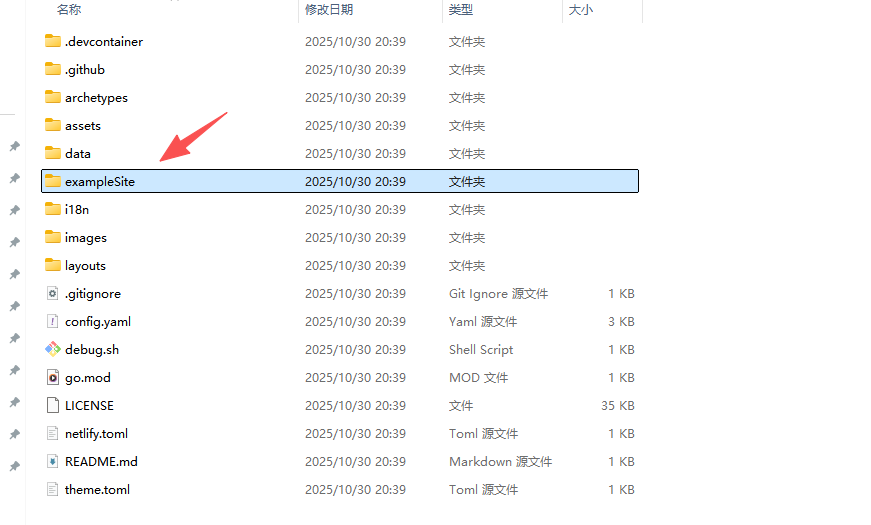 名称 修改日期 类型 大小
.devcontainer 2025/10/30 20:39 文件夹
.github 2025/10/30 20:39 文件夹
archetypes 2025/10/30 20:39 文件夹
assets 2025/10/30 20:39 文件夹
data 2025/10/30 20:39 文件夹
exampleSite 2025/10/30 20:39 文件夹
i18n 2025/10/30 20:39 文件夹
images 2025/10/30 20:39 文件夹
layouts 2025/10/30 20:39 文件夹
.gitignore 2025/10/30 20:39 Git Ignore 源文件 1 KB
config.yaml 2025/10/30 20:39 Yaml 源文件 3 KB
debug.sh 2025/10/30 20:39 Shell Script 1 KB
go.mod 2025/10/30 20:39 MOD 文件 1 KB
LICENSE 2025/10/30 20:39 文件 35 KB
netlify.toml 2025/10/30 20:39 Toml 源文件 1 KB
README.md 2025/10/30 20:39 Markdown 源文件 1 KB
theme.toml 2025/10/30 20:39 Toml 源文件 1 KB